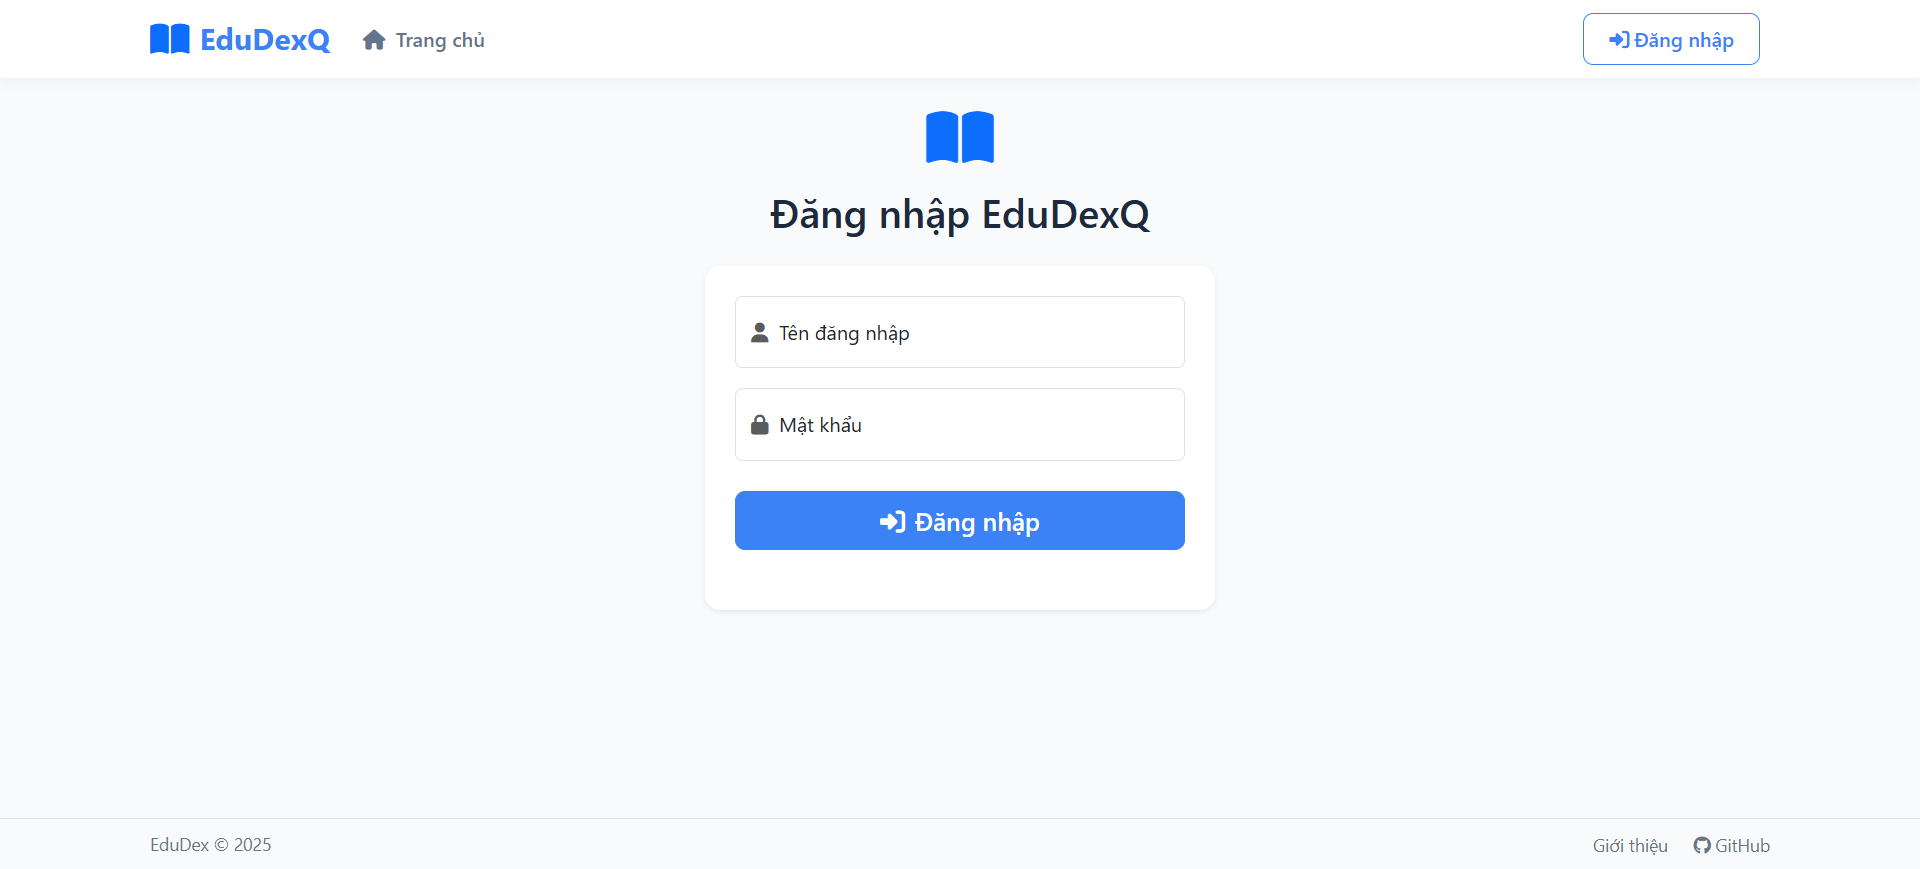 EduDexQ
Trang chủ
Đăng nhập
Đăng nhập EduDexQ
Tên đăng nhập
Mật khẩu
Đăng nhập
EduDex © 2025
Giới thiệu
GitHub